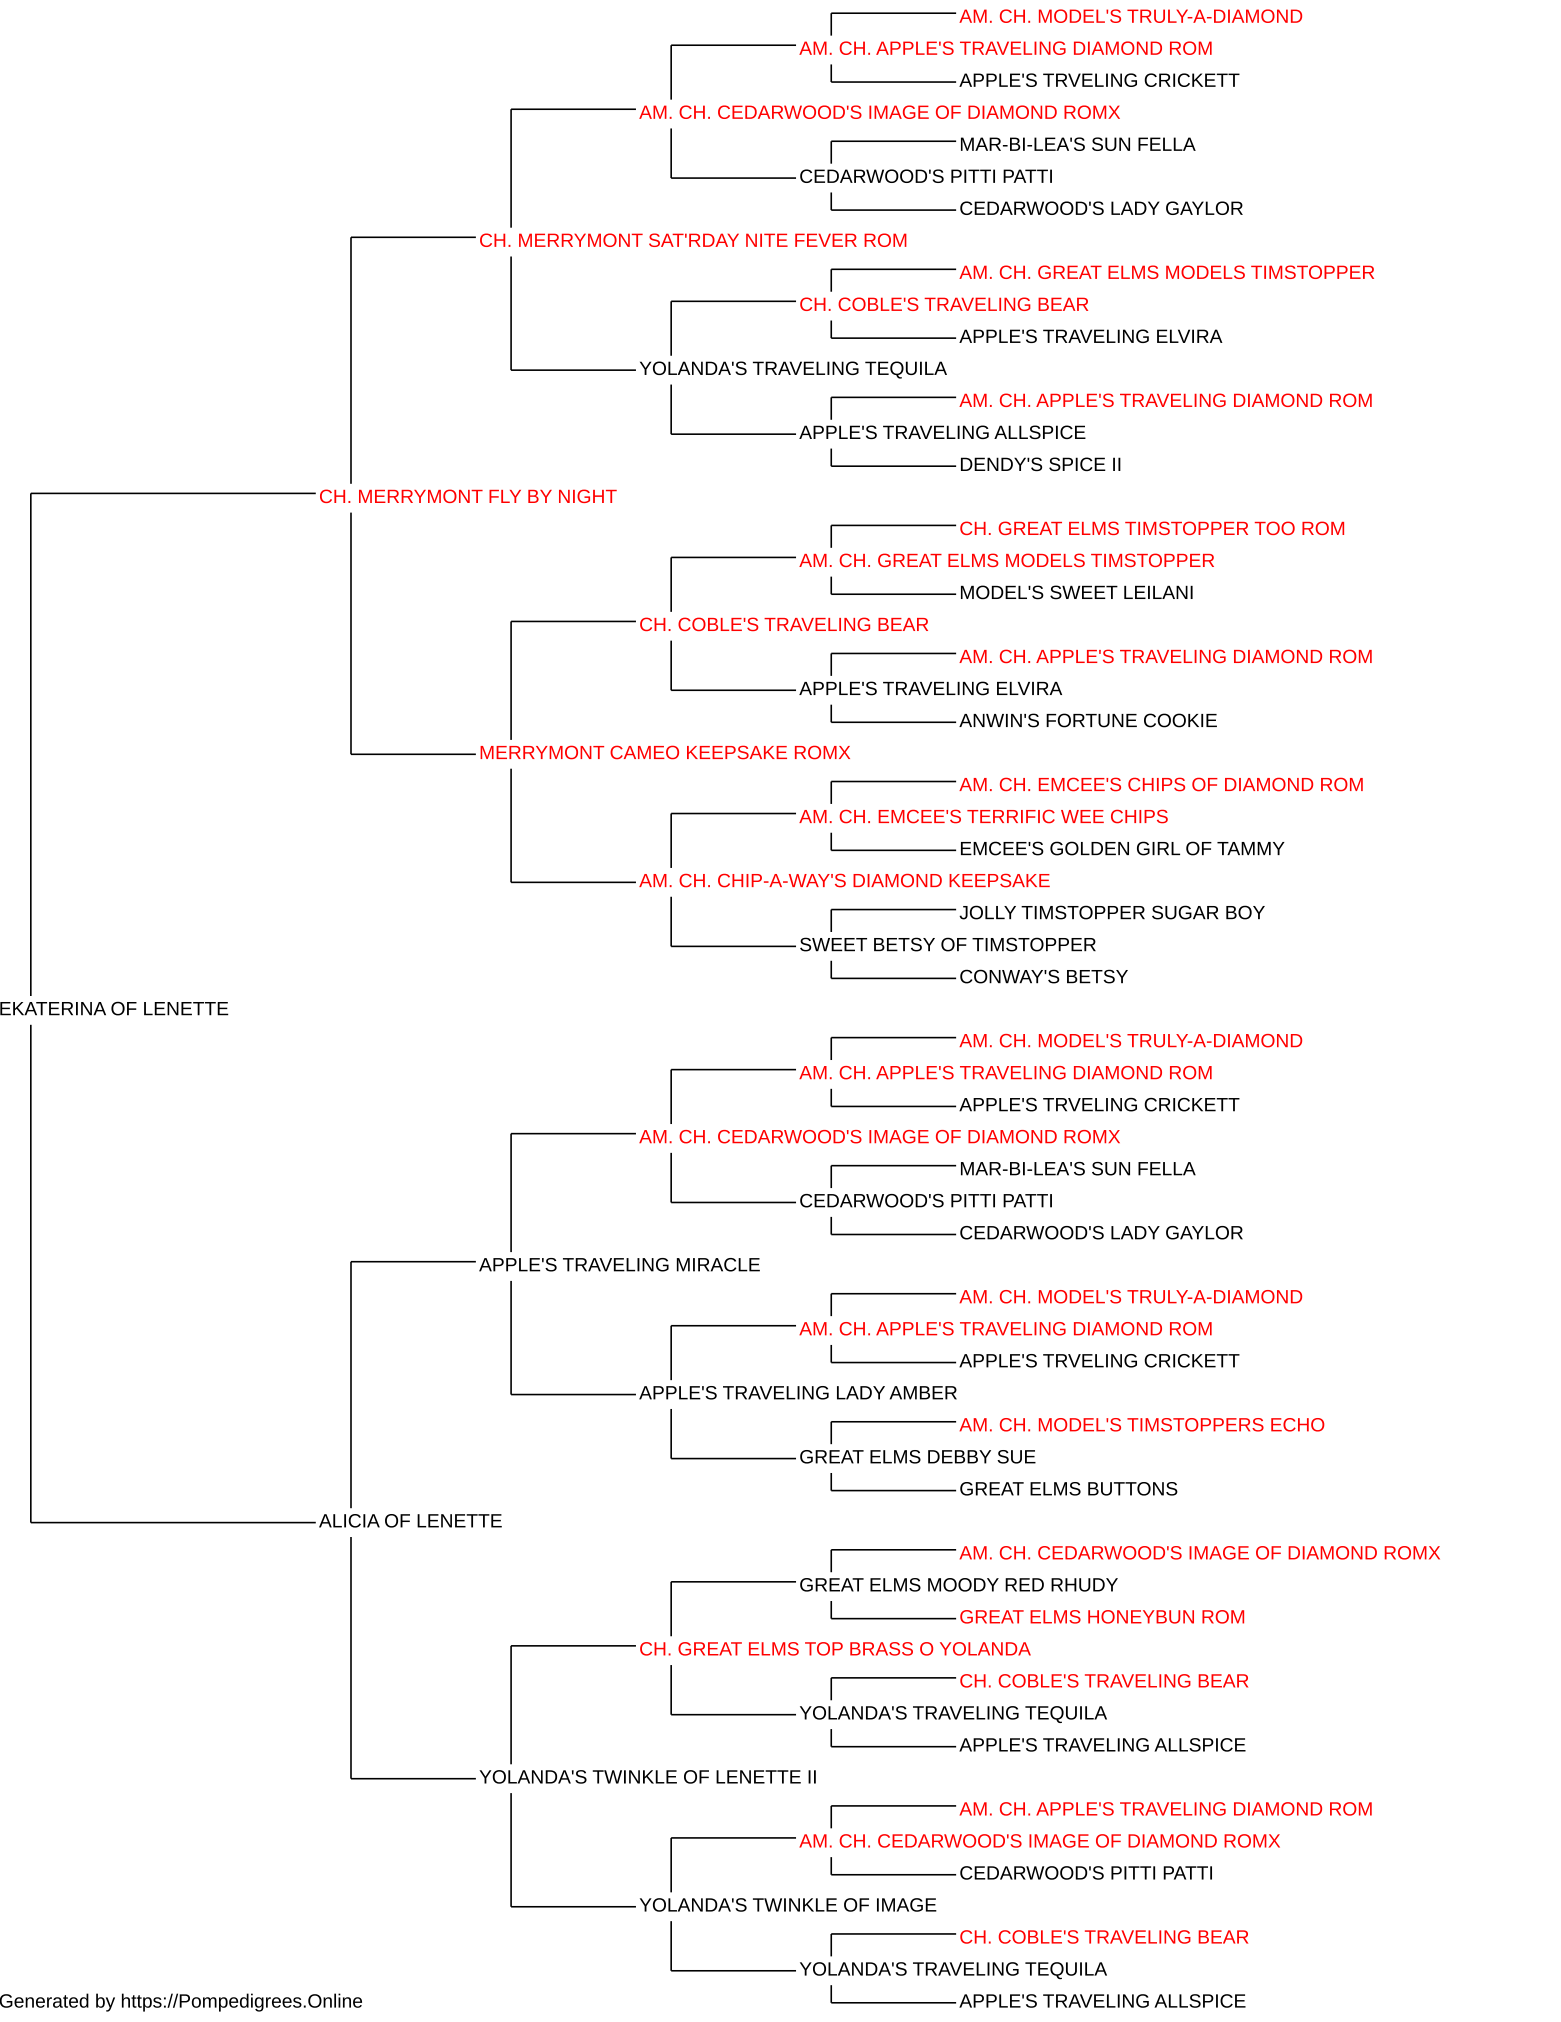 AM. CH. MODEL'S TRULY-A-DIAMOND
AM. CH. APPLE'S TRAVELING DIAMOND ROM
APPLE'S TRVELING CRICKETT
AM. CH. CEDARWOOD'S IMAGE OF DIAMOND ROMX
MAR-BI-LEA'S SUN FELLA
CEDARWOOD'S PITTI PATTI
CEDARWOOD'S LADY GAYLOR
CH. MERRYMONT SAT'RDAY NITE FEVER ROM
AM. CH. GREAT ELMS MODELS TIMSTOPPER
CH. COBLE'S TRAVELING BEAR
APPLE'S TRAVELING ELVIRA
YOLANDA'S TRAVELING TEQUILA
AM. CH. APPLE'S TRAVELING DIAMOND ROM
APPLE'S TRAVELING ALLSPICE
DENDY'S SPICE II
CH. MERRYMONT FLY BY NIGHT
CH. GREAT ELMS TIMSTOPPER TOO ROM
AM. CH. GREAT ELMS MODELS TIMSTOPPER
MODEL'S SWEET LEILANI
CH. COBLE'S TRAVELING BEAR
AM. CH. APPLE'S TRAVELING DIAMOND ROM
APPLE'S TRAVELING ELVIRA
ANWIN'S FORTUNE COOKIE
MERRYMONT CAMEO KEEPSAKE ROMX
AM. CH. EMCEE'S CHIPS OF DIAMOND ROM
AM. CH. EMCEE'S TERRIFIC WEE CHIPS
EMCEE'S GOLDEN GIRL OF TAMMY
AM. CH. CHIP-A-WAY'S DIAMOND KEEPSAKE
JOLLY TIMSTOPPER SUGAR BOY
SWEET BETSY OF TIMSTOPPER
CONWAY'S BETSY
EKATERINA OF LENETTE
AM. CH. MODEL'S TRULY-A-DIAMOND
AM. CH. APPLE'S TRAVELING DIAMOND ROM
APPLE'S TRVELING CRICKETT
AM. CH. CEDARWOOD'S IMAGE OF DIAMOND ROMX
MAR-BI-LEA'S SUN FELLA
CEDARWOOD'S PITTI PATTI
CEDARWOOD'S LADY GAYLOR
APPLE'S TRAVELING MIRACLE
AM. CH. MODEL'S TRULY-A-DIAMOND
AM. CH. APPLE'S TRAVELING DIAMOND ROM
APPLE'S TRVELING CRICKETT
APPLE'S TRAVELING LADY AMBER
AM. CH. MODEL'S TIMSTOPPERS ECHO
GREAT ELMS DEBBY SUE
GREAT ELMS BUTTONS
ALICIA OF LENETTE
AM. CH. CEDARWOOD'S IMAGE OF DIAMOND ROMX
GREAT ELMS MOODY RED RHUDY
GREAT ELMS HONEYBUN ROM
CH. GREAT ELMS TOP BRASS O YOLANDA
CH. COBLE'S TRAVELING BEAR
YOLANDA'S TRAVELING TEQUILA
APPLE'S TRAVELING ALLSPICE
YOLANDA'S TWINKLE OF LENETTE II
AM. CH. APPLE'S TRAVELING DIAMOND ROM
AM. CH. CEDARWOOD'S IMAGE OF DIAMOND ROMX
CEDARWOOD'S PITTI PATTI
YOLANDA'S TWINKLE OF IMAGE
CH. COBLE'S TRAVELING BEAR
YOLANDA'S TRAVELING TEQUILA
APPLE'S TRAVELING ALLSPICE
Generated by https://Pompedigrees.Online